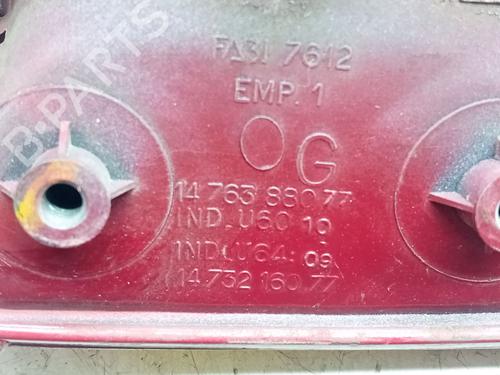 B-PARTS
FA31 7612
EMP. 1
O G
14 763 880 77
IND. U60 10
IND. U64: 09
14 732 160 77